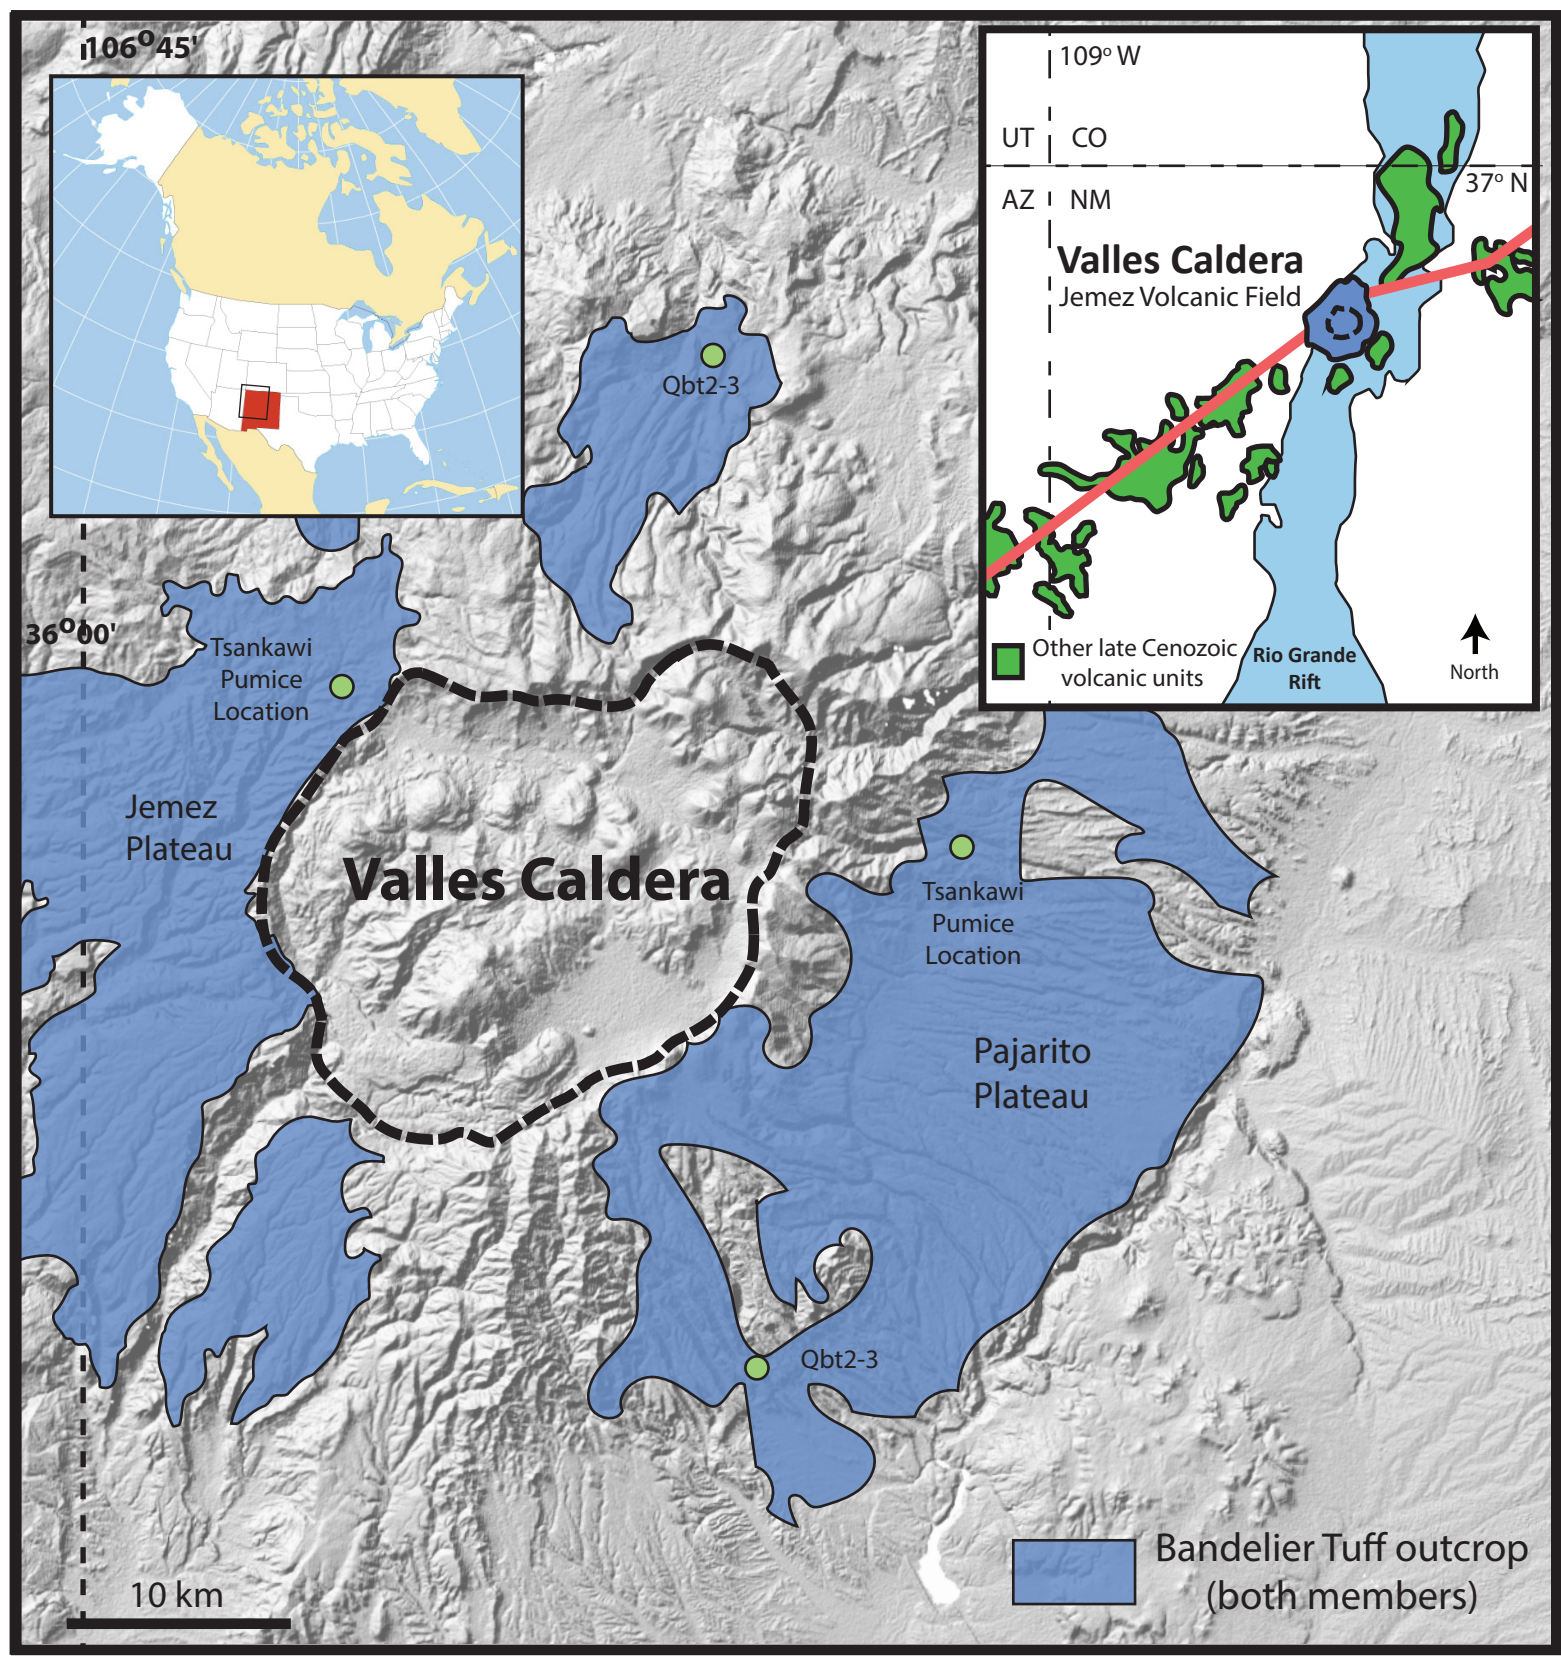 106°45'
109° W
UT
CO
37° N
AZ
NM
Valles Caldera
Jemez Volcanic Field
Other late Cenozoic
volcanic units
Rio Grande
Rift
North
Qbt2-3
36°00'
Tsankawi
Pumice
Location
Jemez
Plateau
Valles Caldera
Tsankawi
Pumice
Location
Pajarito
Plateau
Qbt2-3
Bandelier Tuff outcrop
(both members)
10 km